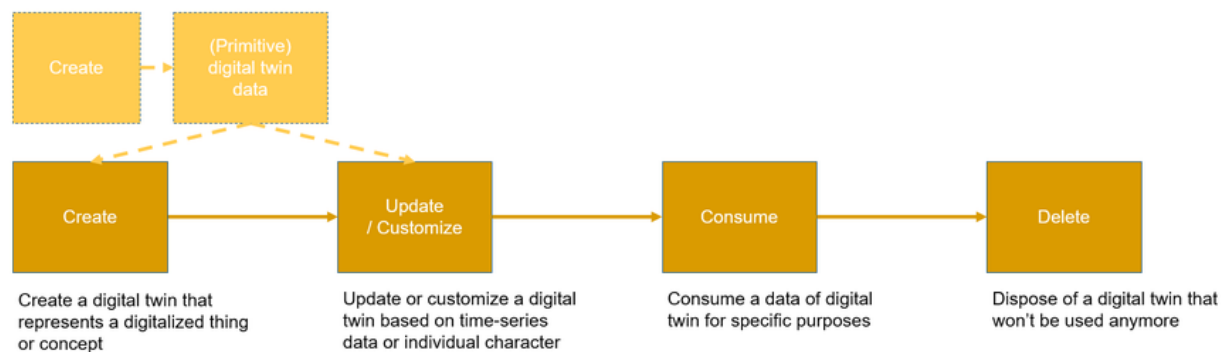 Create
(Primitive)
digital twin
data
Create
Update
/ Customize
Consume
Delete
Create a digital twin that
represents a digitalized thing
or concept
Update or customize a digital
twin based on time-series
data or individual character
Consume a data of digital
twin for specific purposes
Dispose of a digital twin that
won't be used anymore